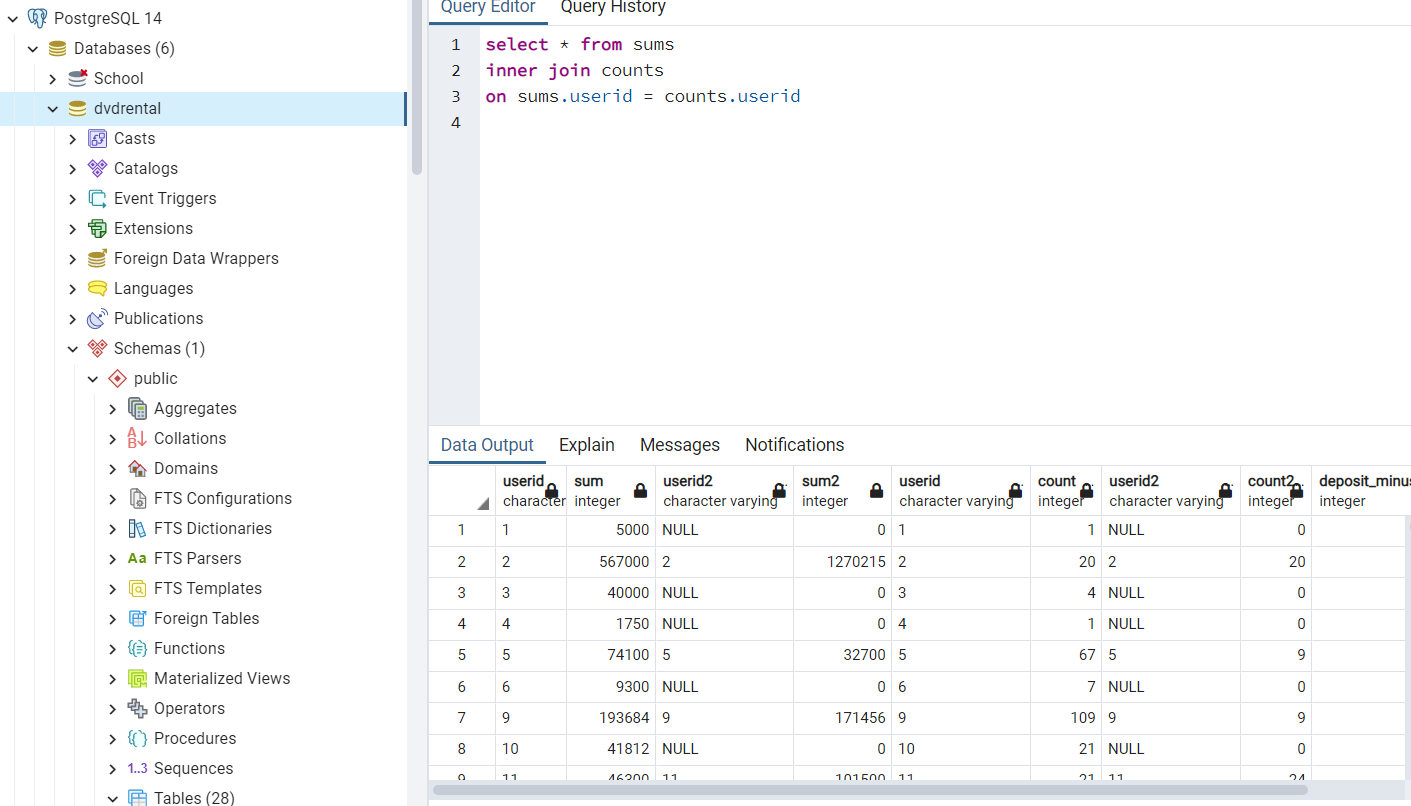 PostgreSQL 14
Databases (6)
School
dvdrental
Casts
Catalogs
Event Triggers
Extensions
Foreign Data Wrappers
Languages
Publications
Schemas (1)
public
Aggregates
Collations
Domains
FTS Configurations
FTS Dictionaries
Aa FTS Parsers
FTS Templates
Foreign Tables
Functions
Materialized Views
Operators
Procedures
1..3 Sequences
Tables (28)
Query Editor Query History
1 select * from sums
2 inner join counts
3 on sums.userid = counts.userid
4
Data Output Explain Messages Notifications
userid sum userid2 sum2 userid count userid2 count2 deposit_minus
character integer character varying integer character varying integer character varying integer integer
1 1 5000 NULL 0 1 1 NULL 0
2 2 567000 2 1270215 2 20 2 20
3 3 40000 NULL 0 3 4 NULL 0
4 4 1750 NULL 0 4 1 NULL 0
5 5 74100 5 32700 5 67 5 9
6 6 9300 NULL 0 6 7 NULL 0
7 9 193684 9 171456 9 109 9 9
8 10 41812 NULL 0 10 21 NULL 0
9 11 46300 11 101500 11 21 11 24